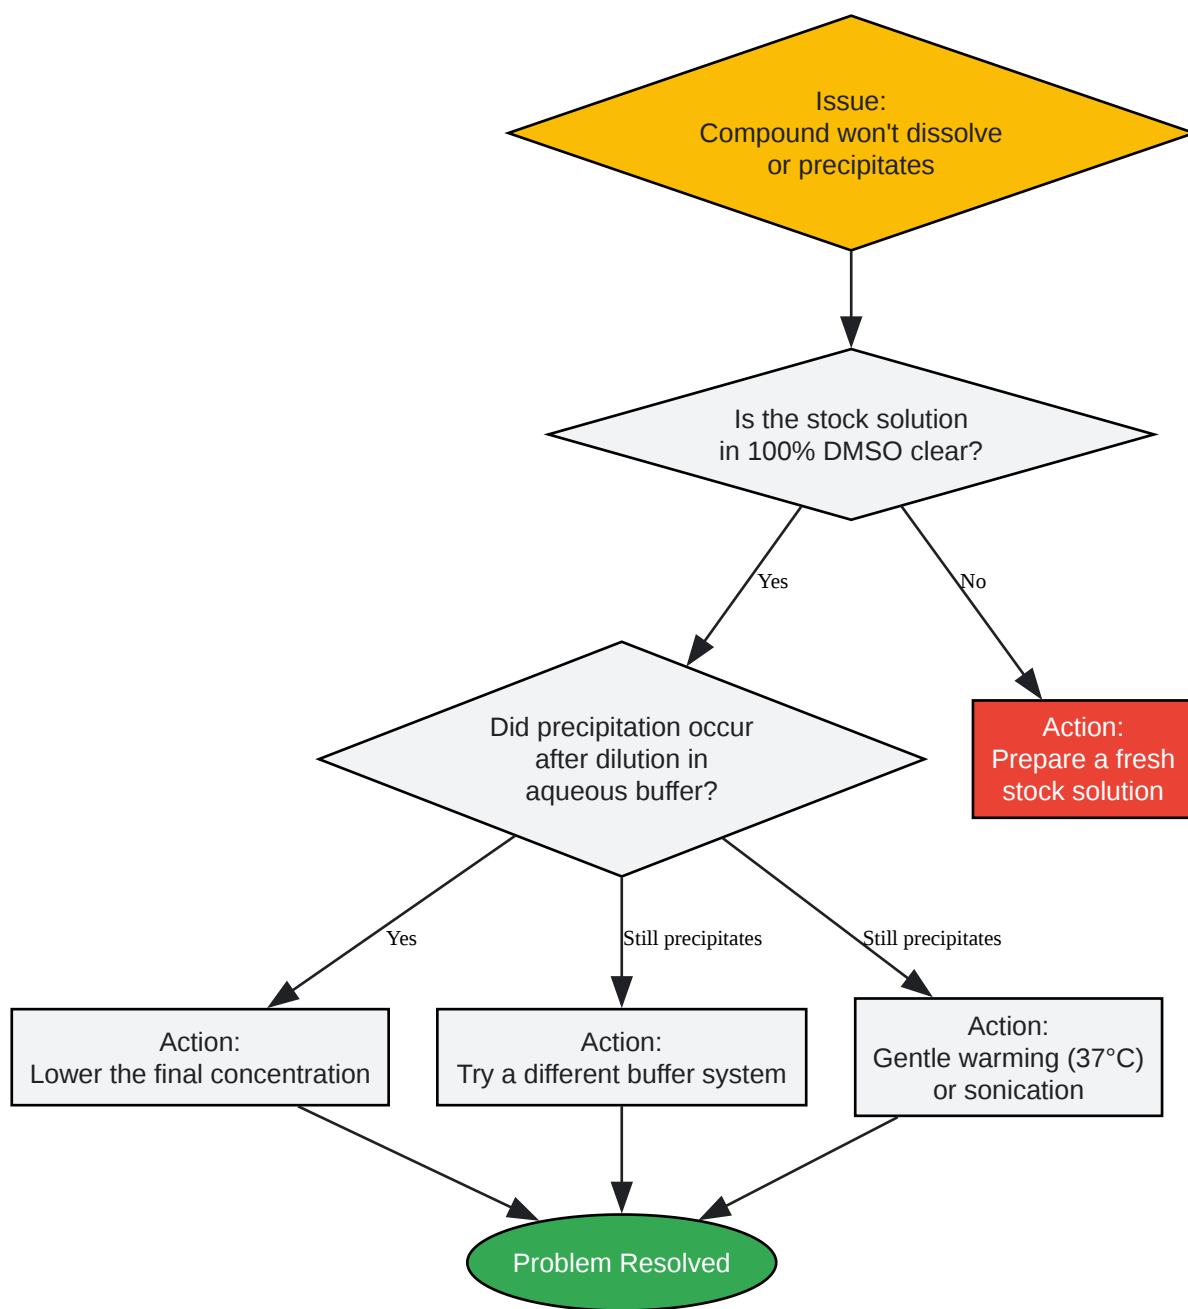 Issue:
Compound won't dissolve
or precipitates
Is the stock solution
in 100% DMSO clear?
Yes
No
Did precipitation occur
after dilution in
aqueous buffer?
Action:
Prepare a fresh
stock solution
Yes
Still precipitates
Still precipitates
Action:
Lower the final concentration
Action:
Try a different buffer system
Action:
Gentle warming (37°C)
or sonication
Problem Resolved